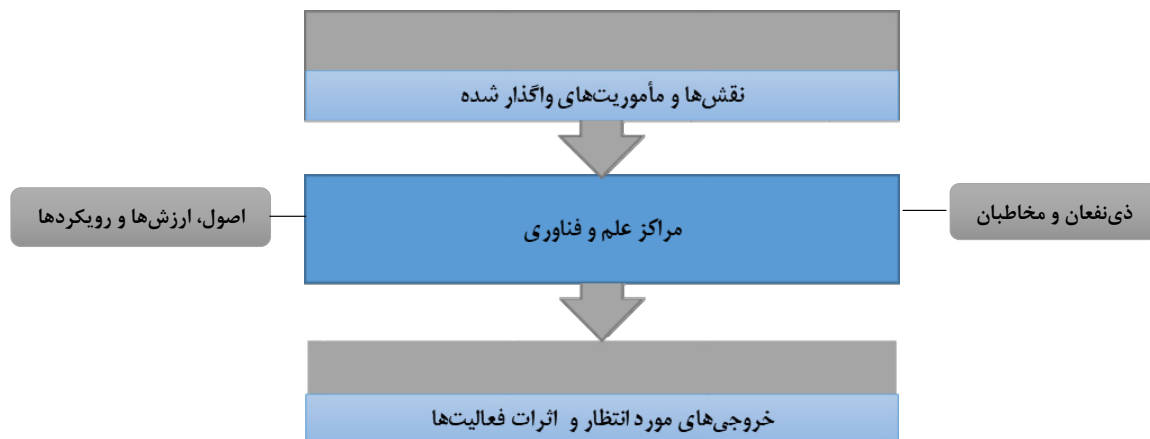 نقش‌ها و مأموریت‌های واگذار شده
ذی‌نفعان و مخاطبان
مراکز علم و فناوری
اصول، ارزش‌ها و رویکردها
خروجی‌های مورد انتظار و اثرات فعالیت‌ها